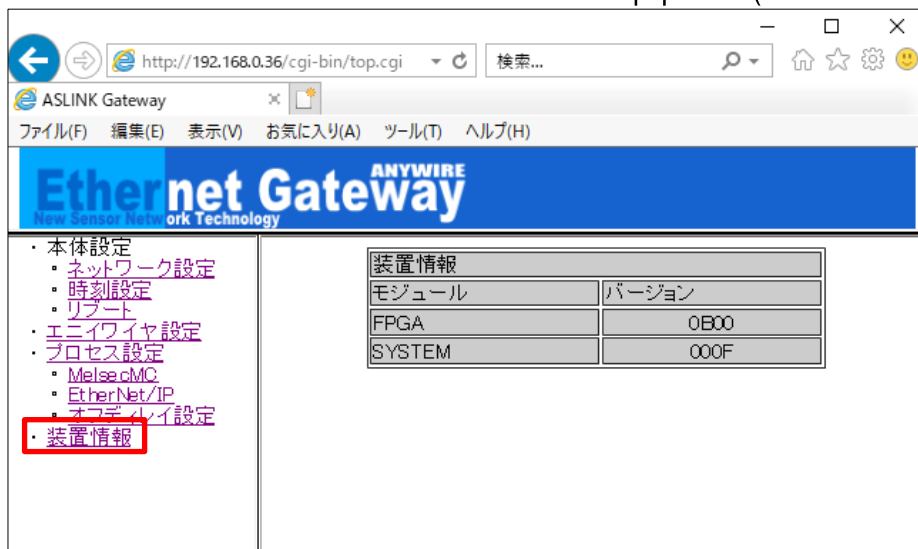 http://192.168.0.36/cgi-bin/top.cgi 検索...
ASLINK Gateway
ファイル(F) 編集(E) 表示(V) お気に入り(A) ツール(T) ヘルプ(H)
Ethernet Gateway
ANYWIRE
New Sensor Network Technology
・本体設定
▪ ネットワーク設定
▪ 時刻設定
▪ リブート
・エニイワイヤ設定
・プロセス設定
▪ MelsecMC
▪ EtherNet/IP
▪ オフディレイ設定
・装置情報
装置情報
モジュール バージョン
FPGA 0B00
SYSTEM 000F